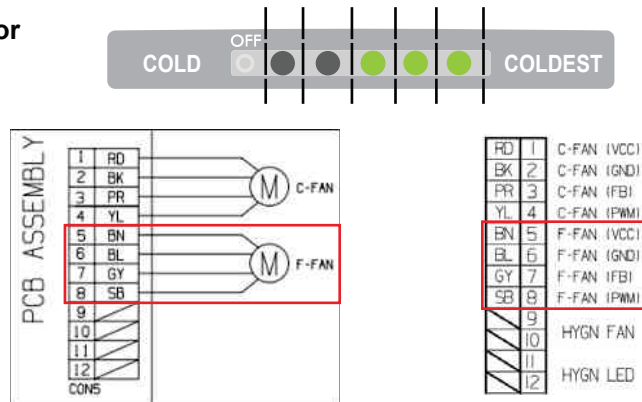 or
OFF
COLD COLDEST
PCB ASSEMBLY
1 RD
2 BK
3 PR
4 YL
5 BN
6 BL
7 GY
8 SB
9
10
11
12
CON5
M C-FAN
M F-FAN
RD 1 C-FAN (VCC)
BK 2 C-FAN (GND)
PR 3 C-FAN (FB)
YL 4 C-FAN (PWM)
BN 5 F-FAN (VCC)
BL 6 F-FAN (GND)
GY 7 F-FAN (FB)
SB 8 F-FAN (PWM)
9
10 HYGN FAN
11
12 HYGN LED